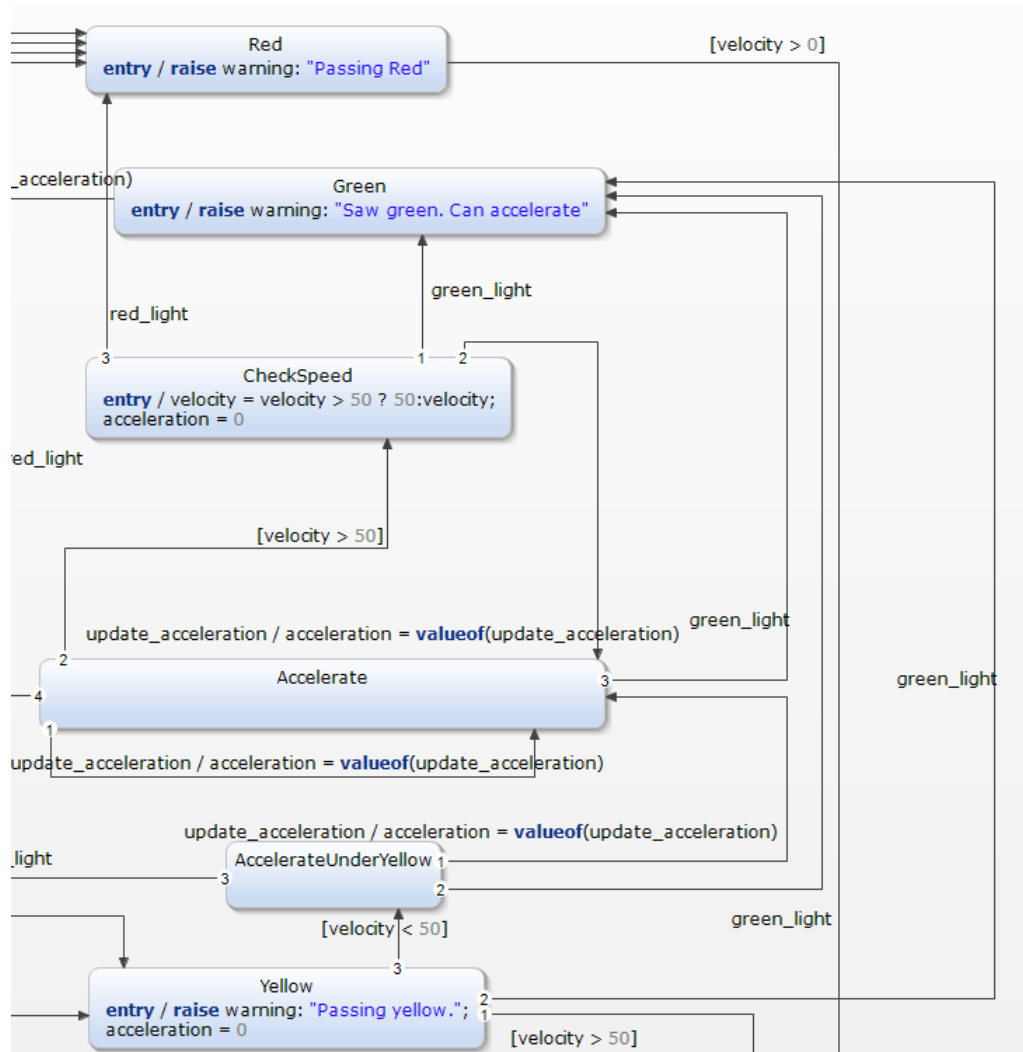 Red
[velocity > 0]
entry / raise warning: "Passing Red"
_acceleration)
Green
entry / raise warning: "Saw green. Can accelerate"
green_light
red_light
3
1
2
CheckSpeed
entry / velocity = velocity > 50 ? 50:velocity;
acceleration = 0
red_light
[velocity > 50]
green_light
update_acceleration / acceleration = valueof(update_acceleration)
2
Accelerate
3
green_light
4
1
update_acceleration / acceleration = valueof(update_acceleration)
update_acceleration / acceleration = valueof(update_acceleration)
_light
AccelerateUnderYellow
1
3
2
green_light
[velocity < 50]
3
Yellow
entry / raise warning: "Passing yellow.";
2
1
acceleration = 0
[velocity > 50]